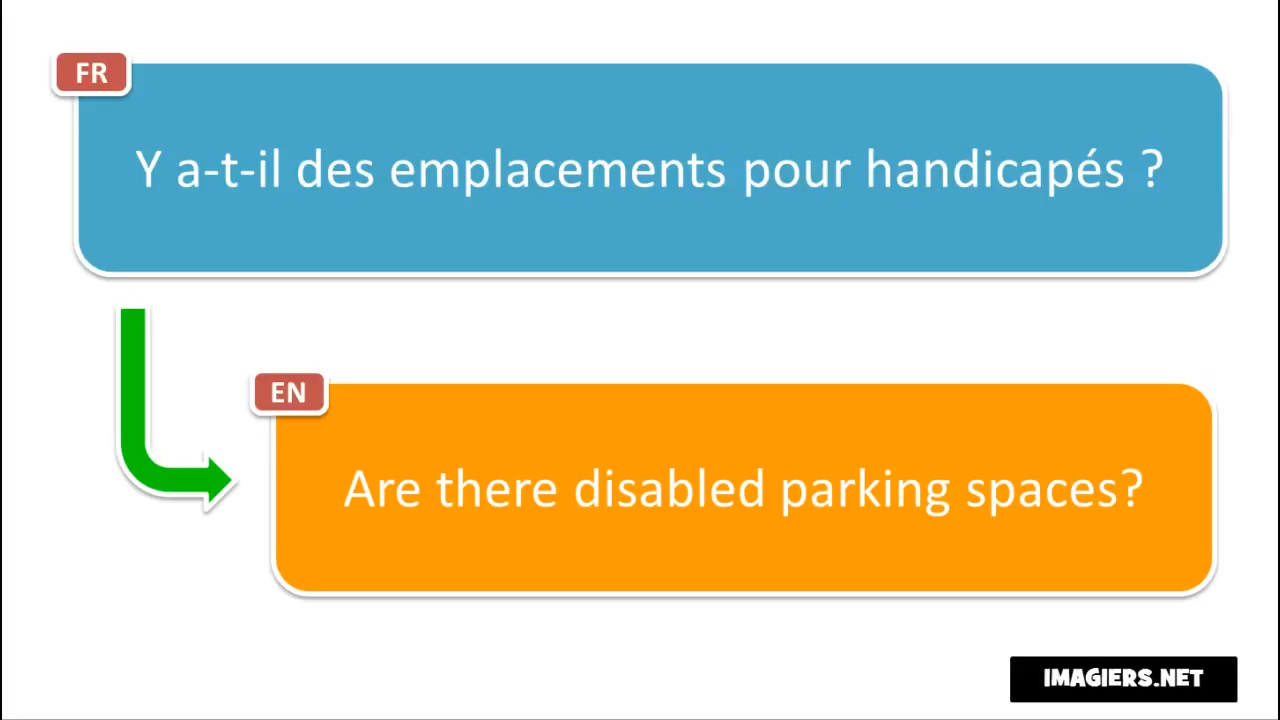 FR
Y a-t-il des emplacements pour handicapés ?
EN
Are there disabled parking spaces?
IMAGIERS.NET